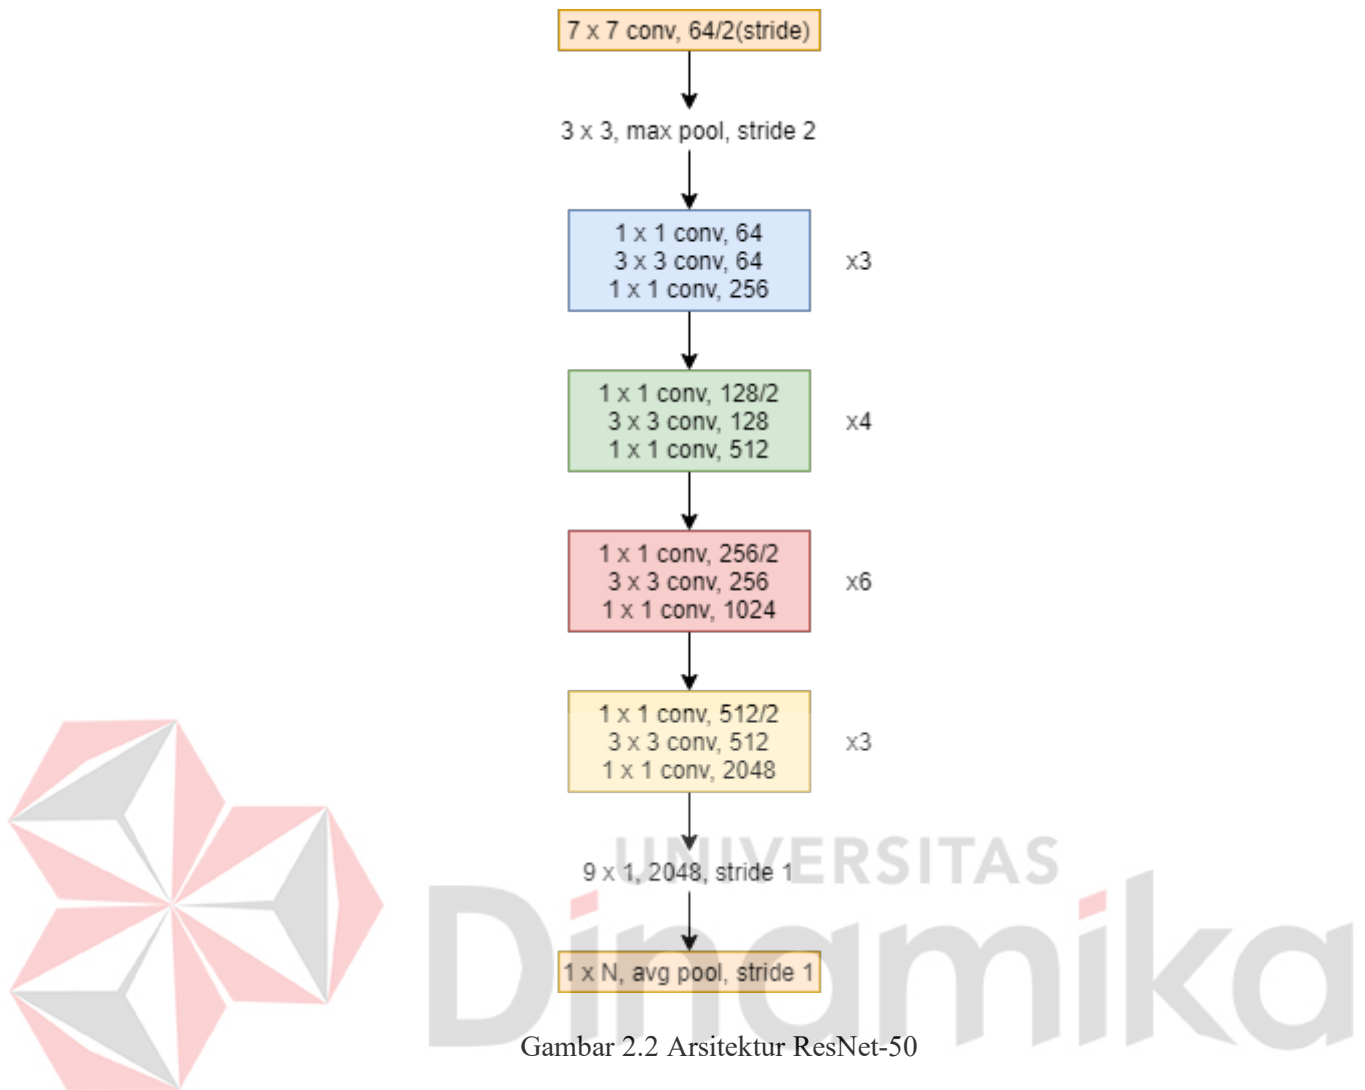 7 x 7 conv, 64/2(stride)
3 x 3, max pool, stride 2
1 x 1 conv, 64
3 x 3 conv, 64
1 x 1 conv, 256
x3
1 x 1 conv, 128/2
3 x 3 conv, 128
1 x 1 conv, 512
x4
1 x 1 conv, 256/2
3 x 3 conv, 256
1 x 1 conv, 1024
x6
1 x 1 conv, 512/2
3 x 3 conv, 512
1 x 1 conv, 2048
x3
UNIVERSITAS
9 x 1, 2048, stride 1
Dinamika
1 x N, avg pool, stride 1
Gambar 2.2 Arsitektur ResNet-50